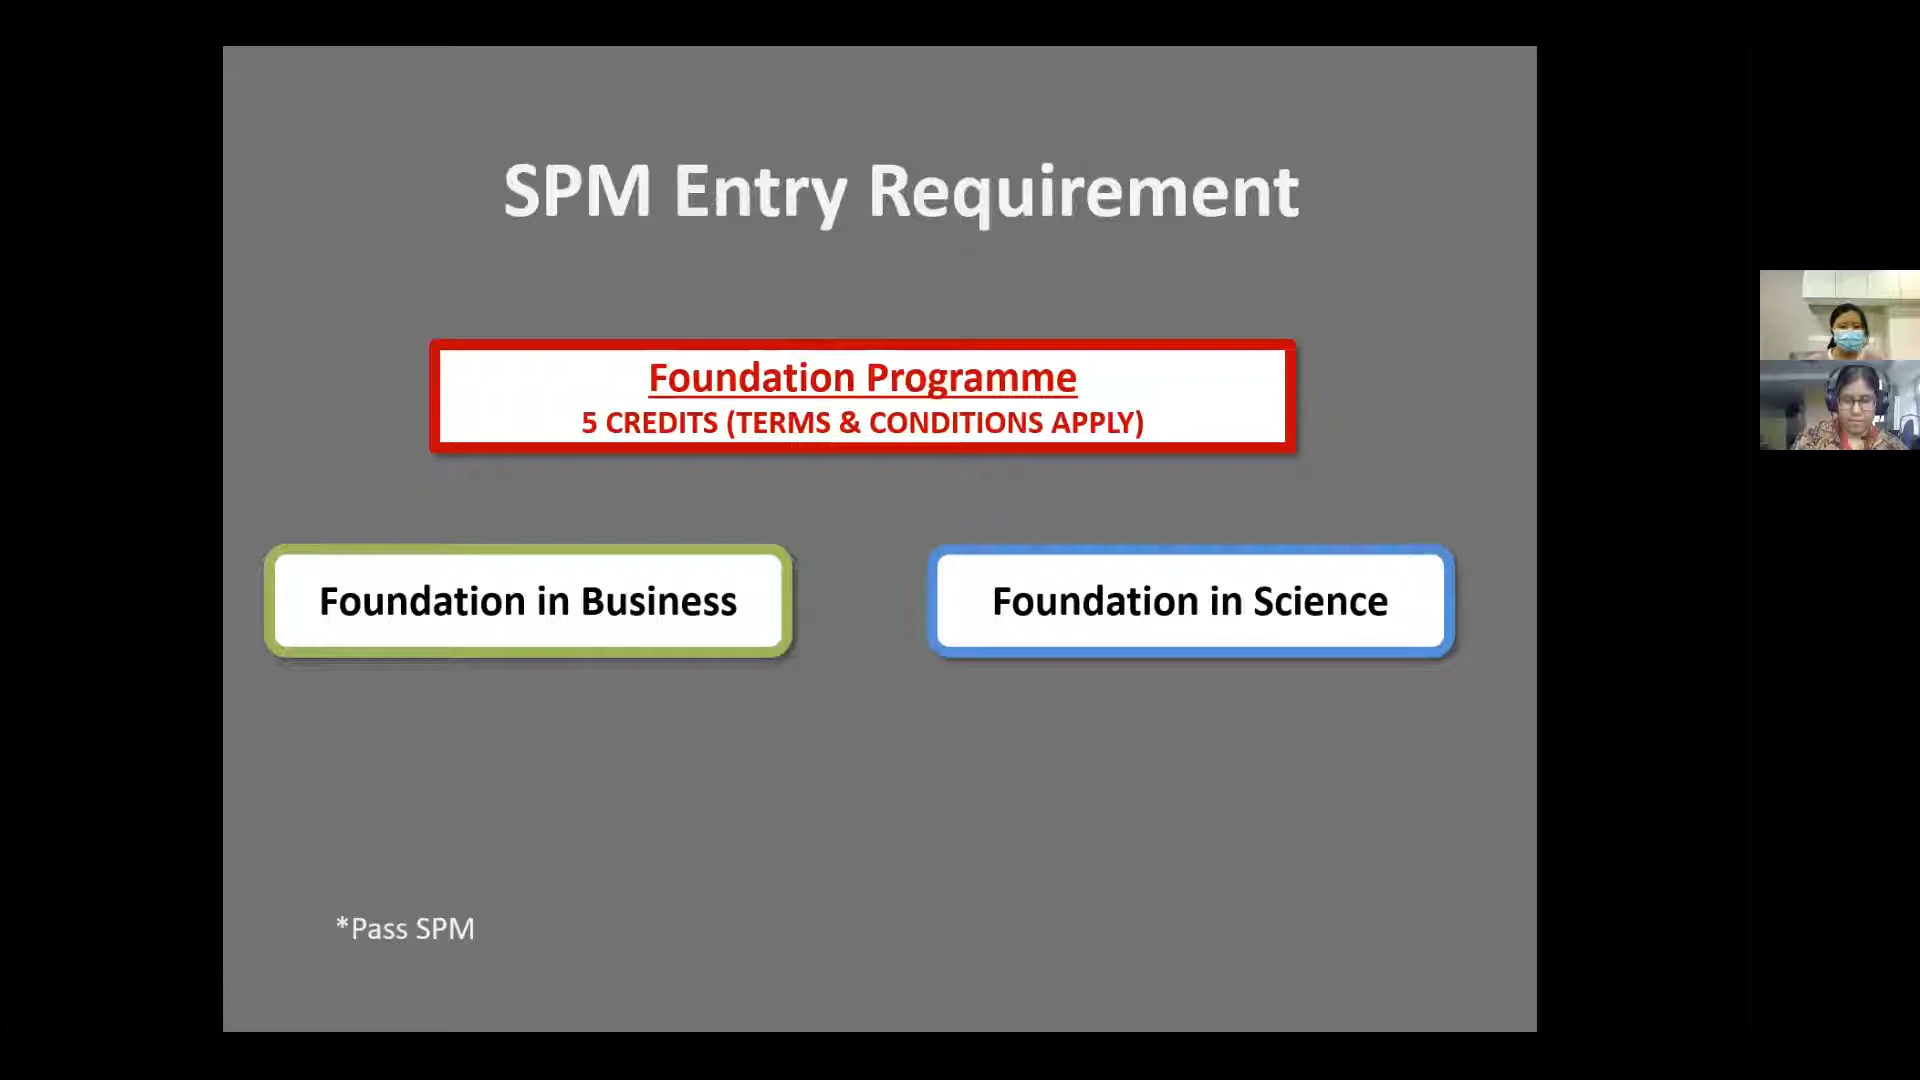 SPM Entry Requirement
Foundation Programme
5 CREDITS (TERMS & CONDITIONS APPLY)
Foundation in Business
Foundation in Science
*Pass SPM